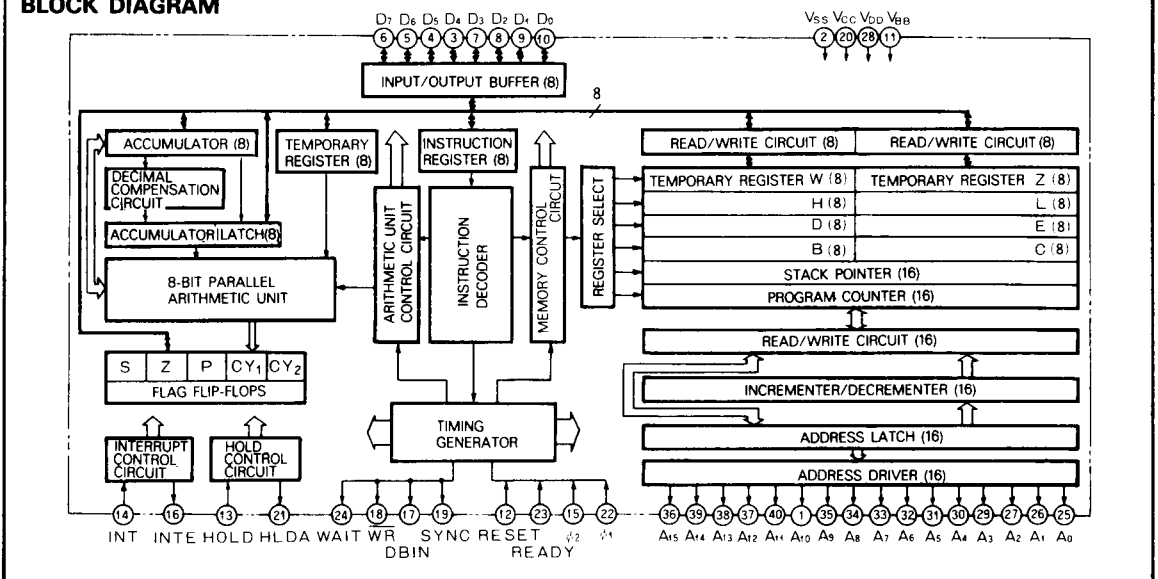 BLOCK DIAGRAM
D7 D6 D5 D4 D3 D2 D1 D0
VSS VCC VDD VBB
6 5 4 3 7 8 9 10
2 20 28 11
INPUT/OUTPUT BUFFER (8)
8
ACCUMULATOR (8)
TEMPORARY
REGISTER (8)
INSTRUCTION
REGISTER (8)
READ/WRITE CIRCUIT (8)
READ/WRITE CIRCUIT (8)
DECIMAL
COMPENSATION
CIRCUIT
ACCUMULATOR LATCH (8)
8-BIT PARALLEL
ARITHMETIC UNIT
ARITHMETIC UNIT
CONTROL CIRCUIT
INSTRUCTION
DECODER
MEMORY CONTROL
CIRCUIT
REGISTER SELECT
TEMPORARY REGISTER W (8)
TEMPORARY REGISTER Z (8)
H (8)
L (8)
D (8)
E (8)
B (8)
C (8)
STACK POINTER (16)
PROGRAM COUNTER (16)
READ/WRITE CIRCUIT (16)
INCREMENTER/DECREMENTER (16)
ADDRESS LATCH (16)
ADDRESS DRIVER (16)
S Z P CY1 CY2
FLAG FLIP-FLOPS
TIMING
GENERATOR
INTERRUPT
CONTROL
CIRCUIT
HOLD
CONTROL
CIRCUIT
14 16 13 21 24 18 17 19 12 23 15 22
36 39 38 37 40 1 35 34 33 32 31 30 29 27 26 25
INT INTE HOLD HLDA WAIT WR DBIN SYNC RESET READY φ2 φ1
A15 A14 A13 A12 A11 A10 A9 A8 A7 A6 A5 A4 A3 A2 A1 A0